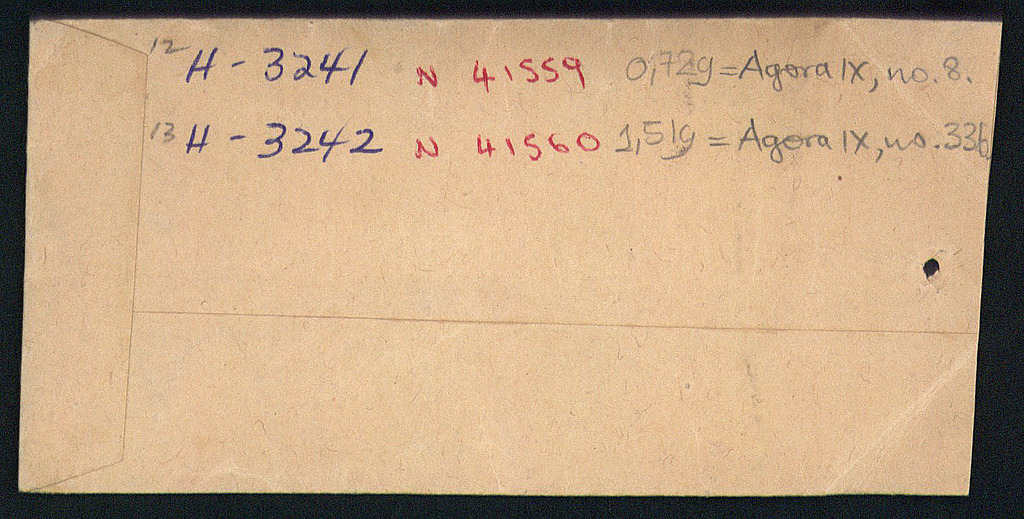 12 H - 3241 N 41559 0,72g = Agora IX, no. 8.
13 H - 3242 N 41560 1,51g = Agora IX, no. 336